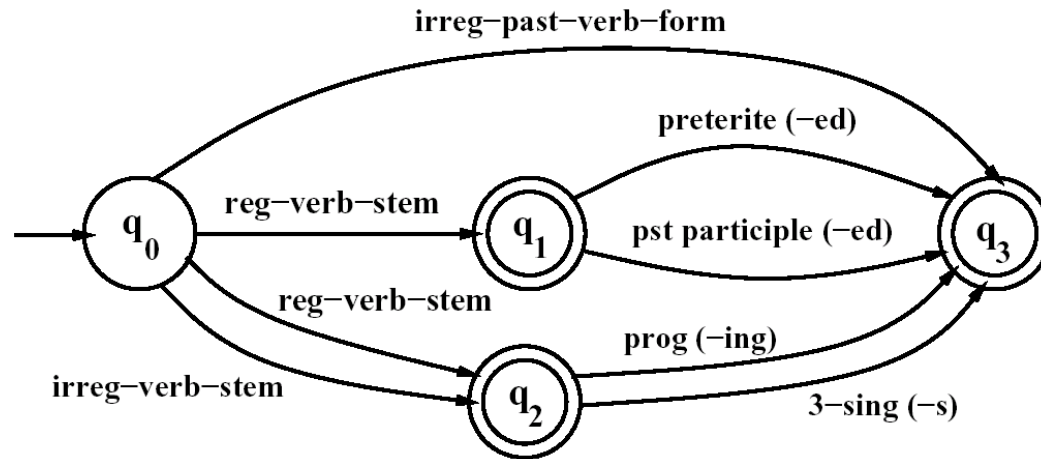 irreg−past−verb−form
preterite (−ed)
reg−verb−stem
q0
q1
pst participle (−ed)
q3
reg−verb−stem
prog (−ing)
irreg−verb−stem
q2
3−sing (−s)